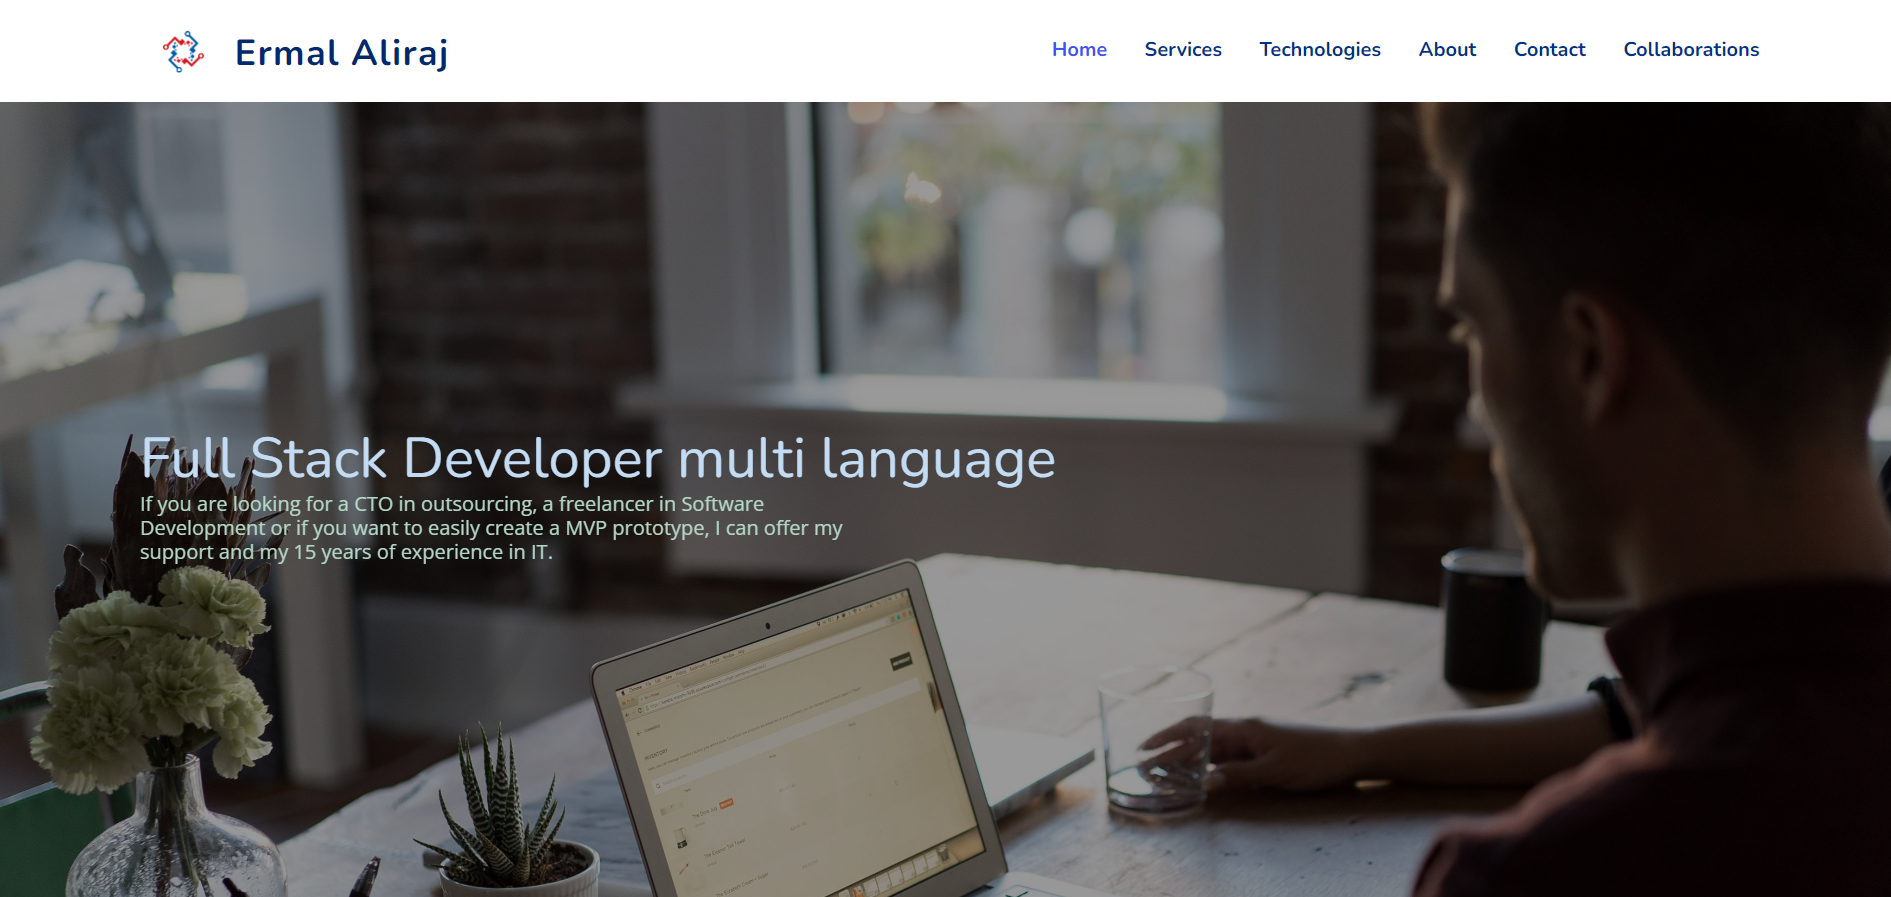 Ermal Aliraj
Home Services Technologies About Contact Collaborations
Full Stack Developer multi language
If you are looking for a CTO in outsourcing, a freelancer in Software
Development or if you want to easily create a MVP prototype, I can offer my
support and my 15 years of experience in IT.
INVENTORY